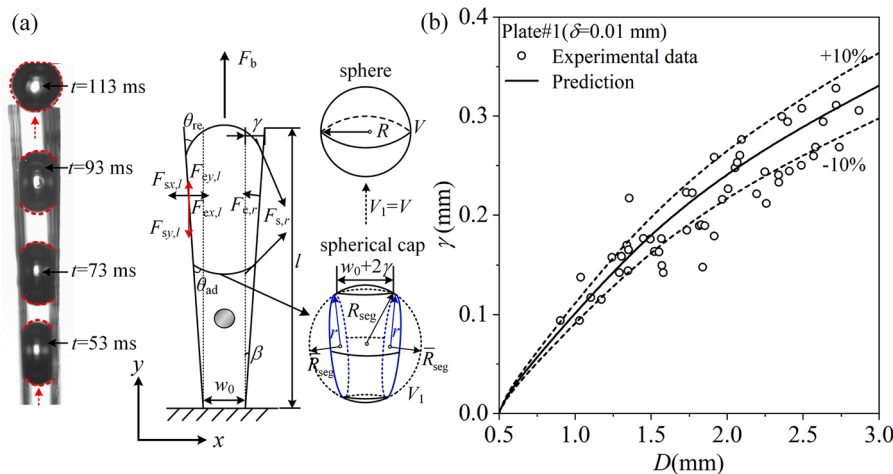 (a)
t=113 ms
t=93 ms
t=73 ms
t=53 ms
y
x
F_b
θ_re
γ
F_ey,l
F_sx,l
F_ex,l
F_e,r
F_s,r
F_sy,l
l
θ_ad
β
w_0
sphere
R
V
V_1=V
spherical cap
w_0+2γ
R_seg
r
r
R̅_seg
R̅_seg
V_1
(b)
Plate#1(δ=0.01 mm)
Experimental data
Prediction
+10%
-10%
γ (mm)
0.4
0.3
0.2
0.1
0.0
0.5
1.0
1.5
2.0
2.5
3.0
D(mm)